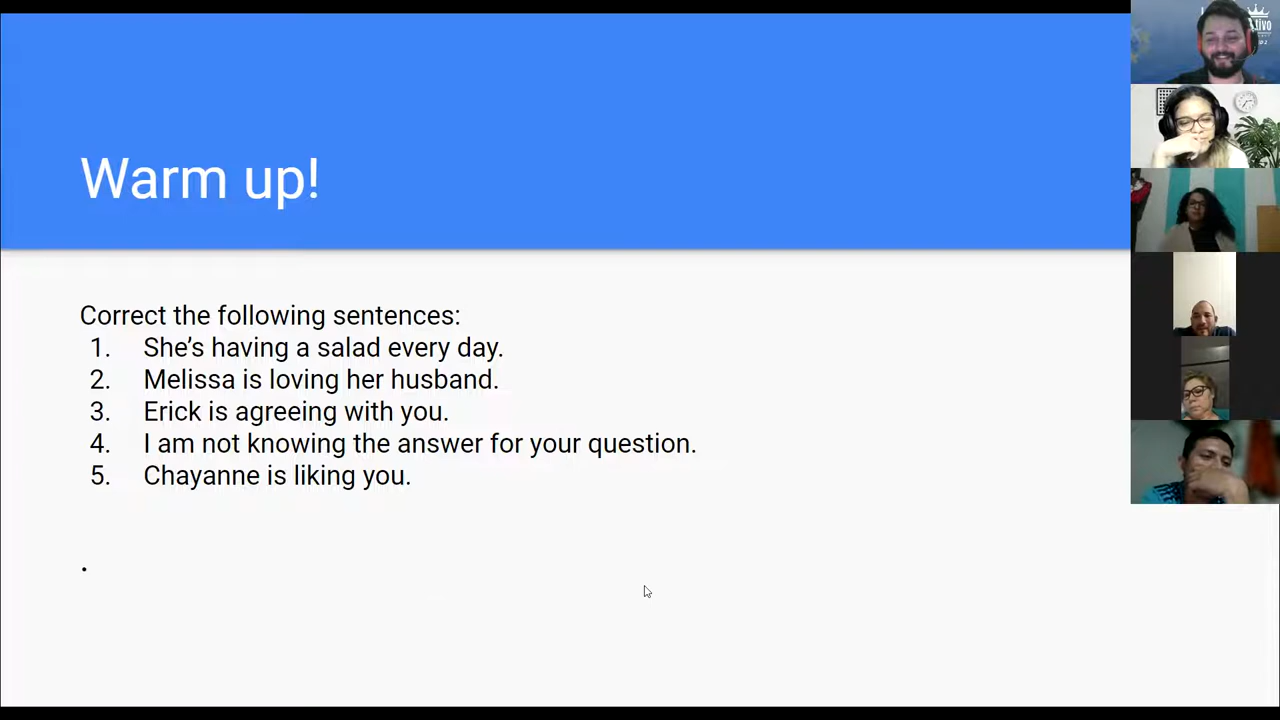 Warm up!
Correct the following sentences:
1. She's having a salad every day.
2. Melissa is loving her husband.
3. Erick is agreeing with you.
4. I am not knowing the answer for your question.
5. Chayanne is liking you.
.